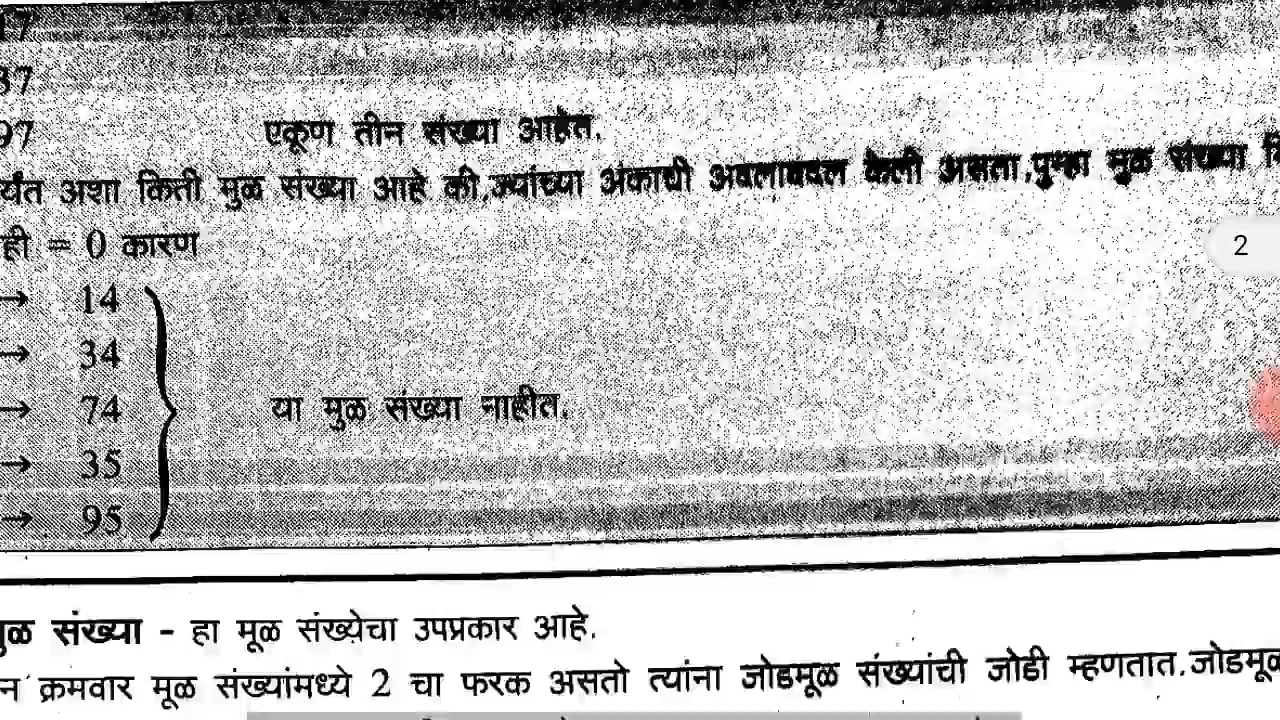 17
37
97 एकूण तीन संख्या आहेत.
र्यंत अशा किती मुळ संख्या आहे की,ज्यांच्या अंकाची अदलाबदल केली असता,पुन्हा मुळ संख्या
ही = 0 कारण
2
→ 14
→ 34
→ 74 या मुळ संख्या नाहीत.
→ 35
→ 95
मुळ संख्या - हा मूळ संख्येचा उपप्रकार आहे.
न क्रमवार मूळ संख्यांमध्ये 2 चा फरक असतो त्यांना जोडमूळ संख्यांची जोडी म्हणतात.जोडमूळ